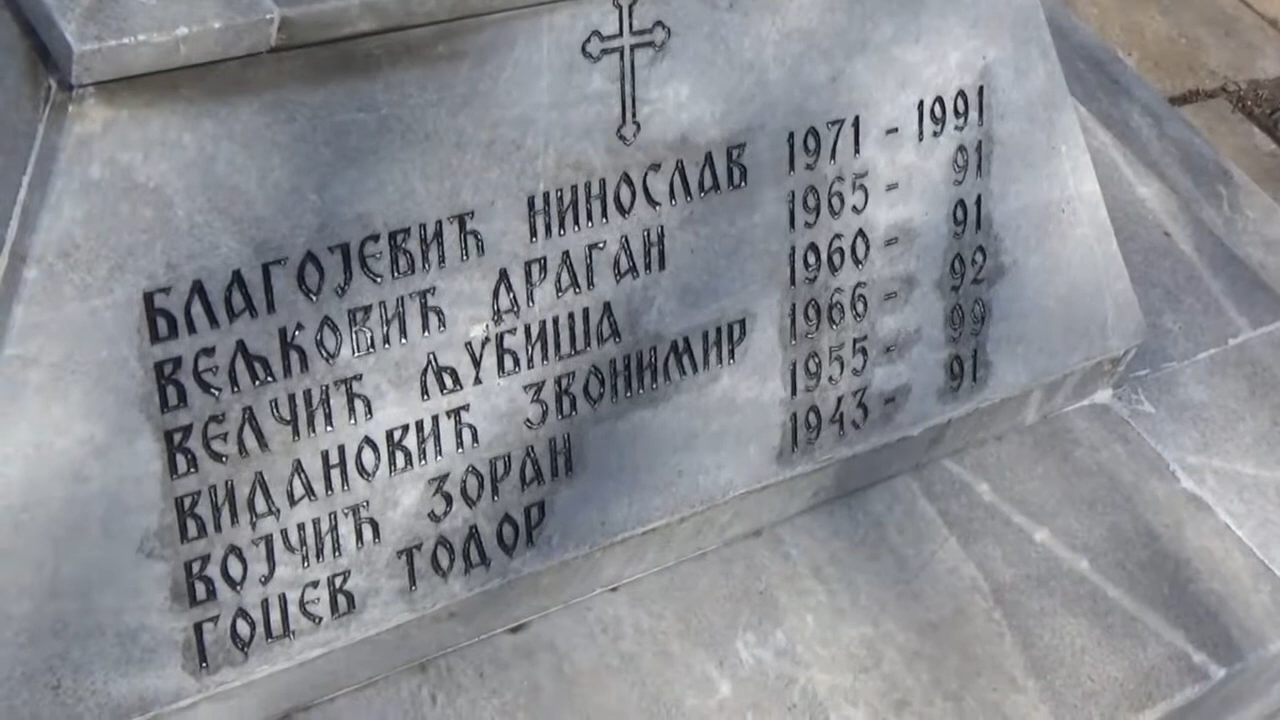 БЛАГОЈЕВИЋ НИНОСЛАВ 1971 - 1991
ВЕЉКОВИЋ ДРАГАН 1965 - 91
ВЕЛЧИЋ ЉУБИША 1960 - 91
ВИДАНОВИЋ ЗВОНИМИР 1966 - 92
ВОЈЧИЋ ЗОРАН 1955 - 99
ГОЦЕВ ТОДОР 1943 - 91